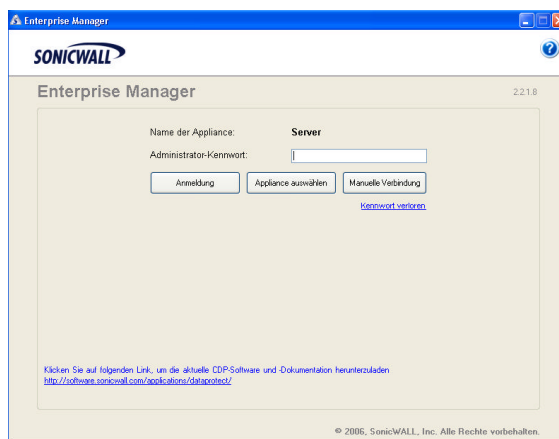 Enterprise Manager
SONICWALL
Enterprise Manager
2.2.1.8
Name der Appliance: Server
Administrator-Kennwort:
Anmeldung Appliance auswählen Manuelle Verbindung
Kennwort verloren
Klicken Sie auf folgenden Link, um die aktuelle CDP-Software und -Dokumentation herunterzuladen
http://software.sonicwall.com/applications/dataprotect/
© 2006, SonicWALL, Inc. Alle Rechte vorbehalten.